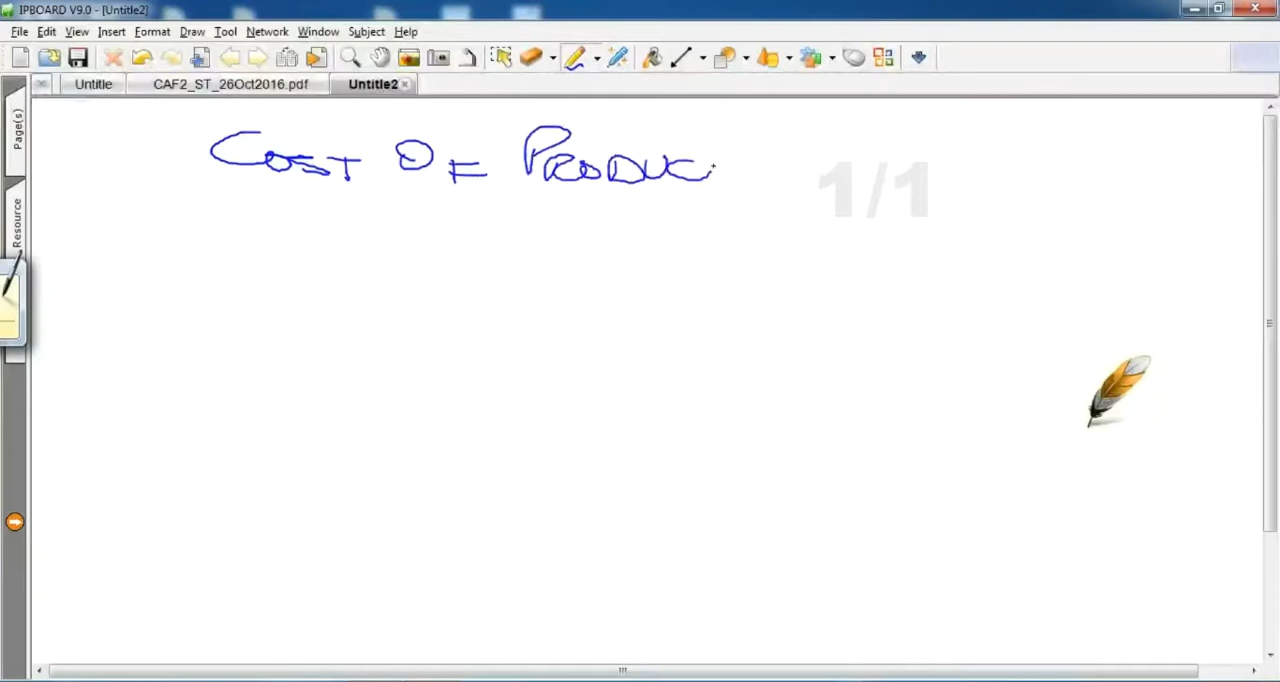 IPBOARD V9.0 - [Untitle2]
File Edit View Insert Format Draw Tool Network Window Subject Help
Untitle CAF2_ST_26Oct2016.pdf Untitle2
Page(s)
Resource
COST OF PRODUC
1/1